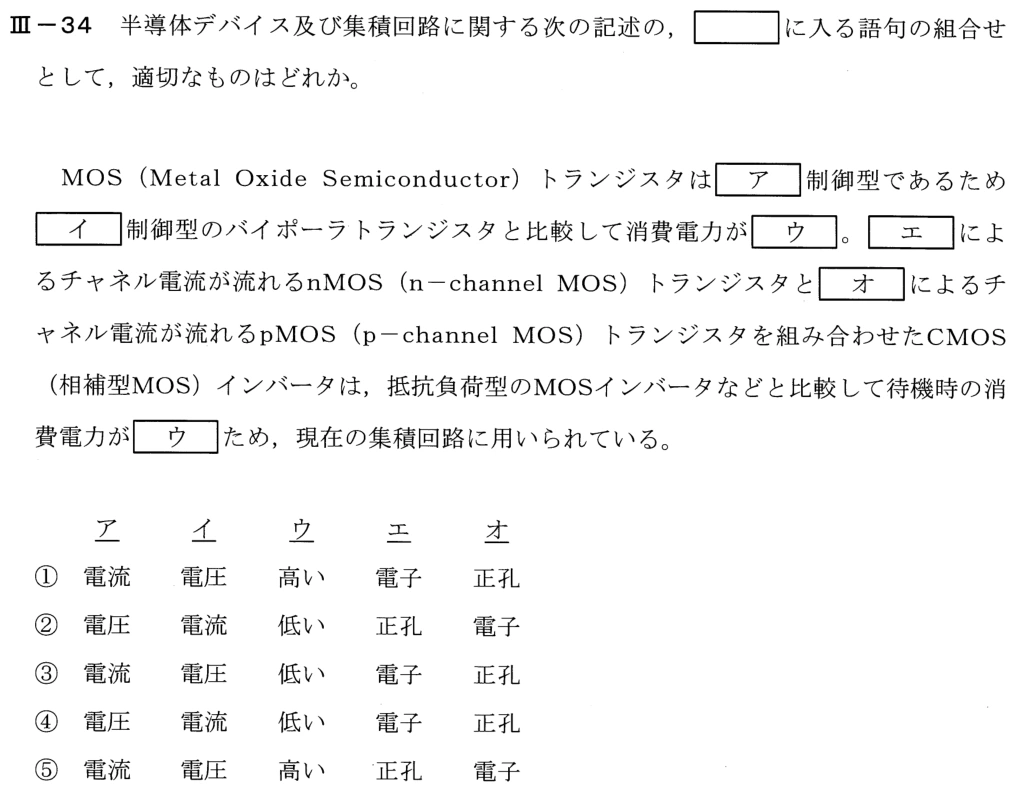 Ⅲ－34　半導体デバイス及び集積回路に関する次の記述の，　　　に入る語句の組合せ
として，適切なものはどれか。
MOS（Metal Oxide Semiconductor）トランジスタは　ア　制御型であるため
イ　制御型のバイポーラトランジスタと比較して消費電力が　ウ　。　エ　によ
るチャネル電流が流れるnMOS（n－channel MOS）トランジスタと　オ　によるチ
ャネル電流が流れるpMOS（p－channel MOS）トランジスタを組み合わせたCMOS
（相補型MOS）インバータは，抵抗負荷型のMOSインバータなどと比較して待機時の消
費電力が　ウ　ため，現在の集積回路に用いられている。
ア　イ　ウ　エ　オ
①　電流　電圧　高い　電子　正孔
②　電圧　電流　低い　正孔　電子
③　電流　電圧　低い　電子　正孔
④　電圧　電流　低い　電子　正孔
⑤　電流　電圧　高い　正孔　電子